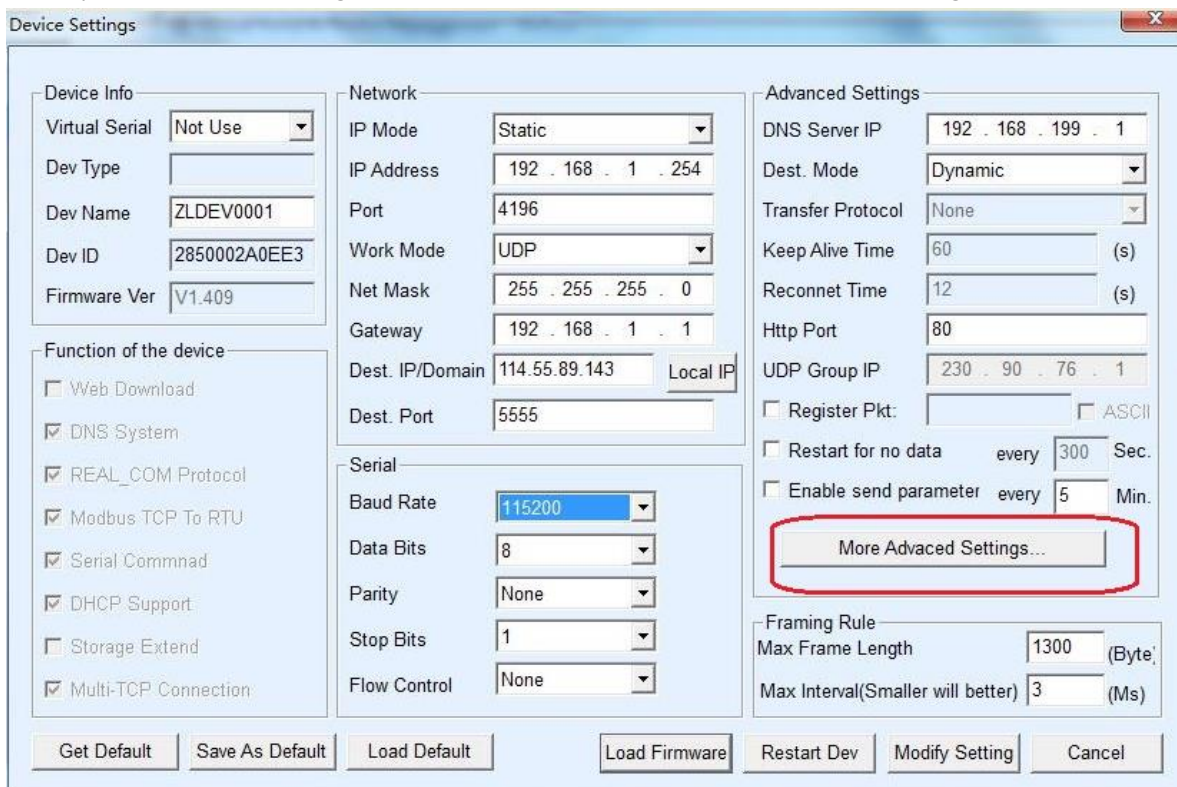 Device Settings
Device Info
Virtual Serial Not Use
Dev Type
Dev Name ZLDEV0001
Dev ID 2850002A0EE3
Firmware Ver V1.409
Function of the device
Web Download
DNS System
REAL_COM Protocol
Modbus TCP To RTU
Serial Commnad
DHCP Support
Storage Extend
Multi-TCP Connection
Network
IP Mode Static
IP Address 192 . 168 . 1 . 254
Port 4196
Work Mode UDP
Net Mask 255 . 255 . 255 . 0
Gateway 192 . 168 . 1 . 1
Dest. IP/Domain 114.55.89.143 Local IP
Dest. Port 5555
Serial
Baud Rate 115200
Data Bits 8
Parity None
Stop Bits 1
Flow Control None
Advanced Settings
DNS Server IP 192 . 168 . 199 . 1
Dest. Mode Dynamic
Transfer Protocol None
Keep Alive Time 60 (s)
Reconnet Time 12 (s)
Http Port 80
UDP Group IP 230 . 90 . 76 . 1
Register Pkt: ASCII
Restart for no data every 300 Sec.
Enable send parameter every 5 Min.
More Advaced Settings...
Framing Rule
Max Frame Length 1300 (Byte)
Max Interval(Smaller will better) 3 (Ms)
Get Default Save As Default Load Default Load Firmware Restart Dev Modify Setting Cancel